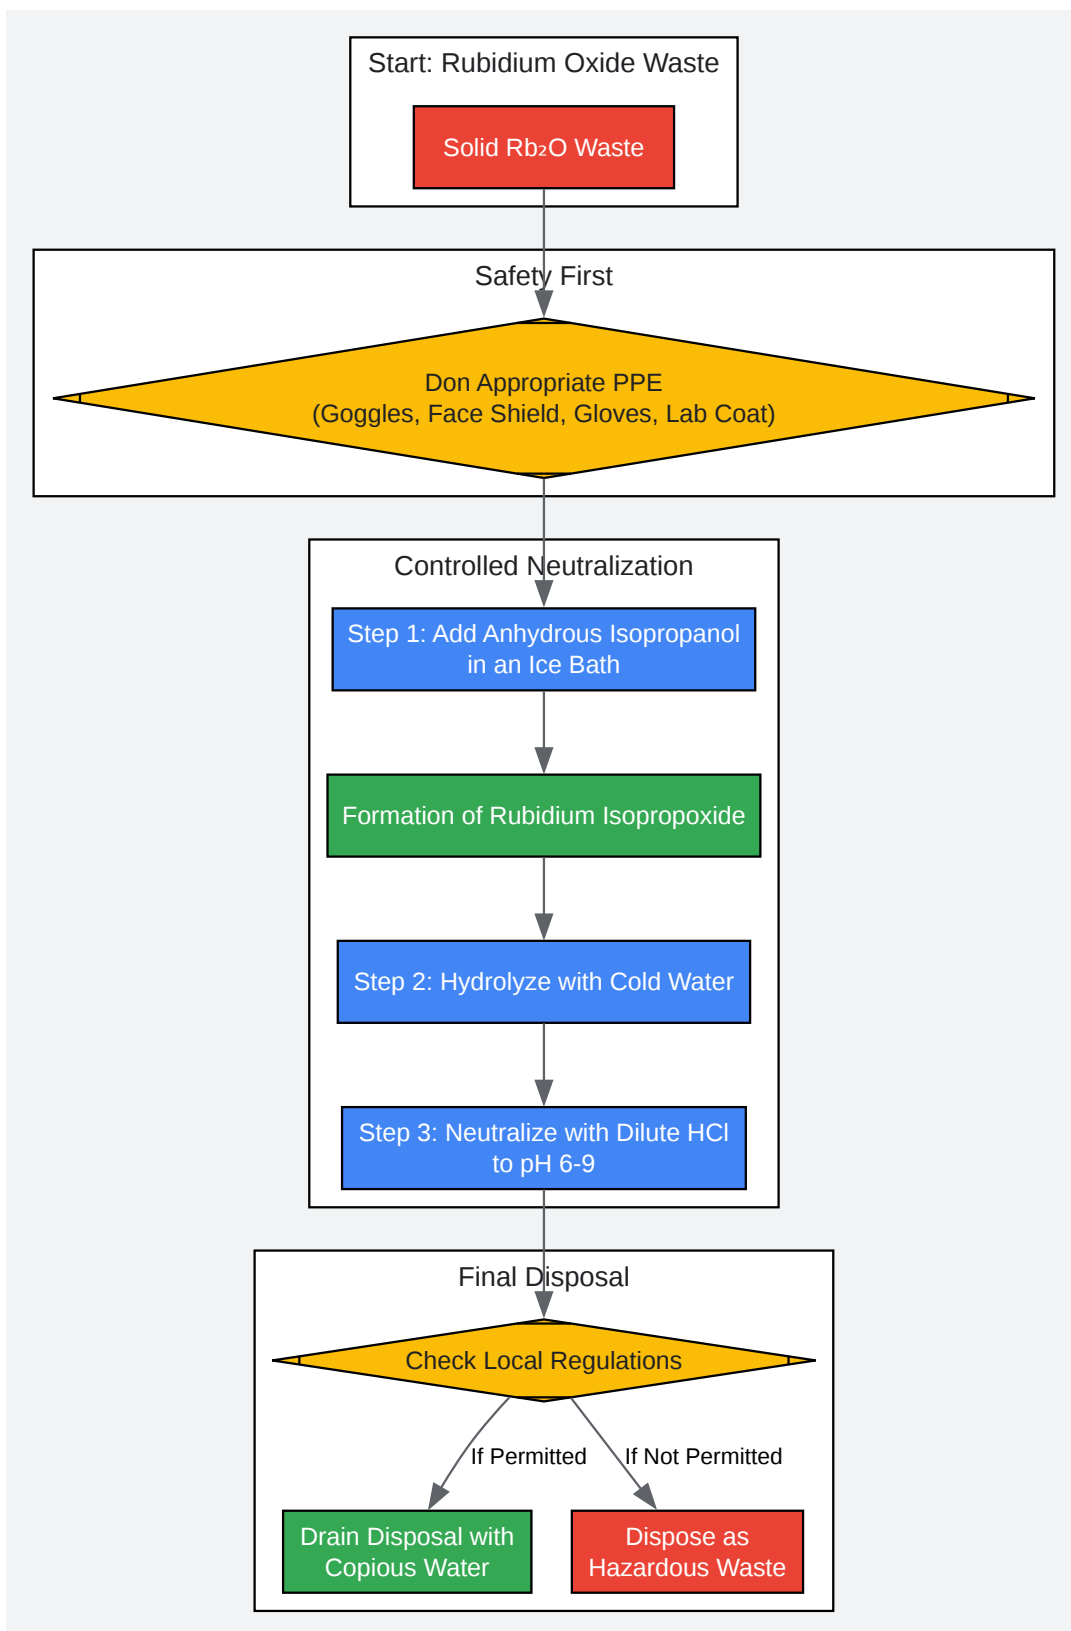 Start: Rubidium Oxide Waste
Solid Rb₂O Waste
Safety First
Don Appropriate PPE
(Goggles, Face Shield, Gloves, Lab Coat)
Controlled Neutralization
Step 1: Add Anhydrous Isopropanol
in an Ice Bath
Formation of Rubidium Isopropoxide
Step 2: Hydrolyze with Cold Water
Step 3: Neutralize with Dilute HCl
to pH 6-9
Final Disposal
Check Local Regulations
If Permitted
If Not Permitted
Drain Disposal with
Copious Water
Dispose as
Hazardous Waste